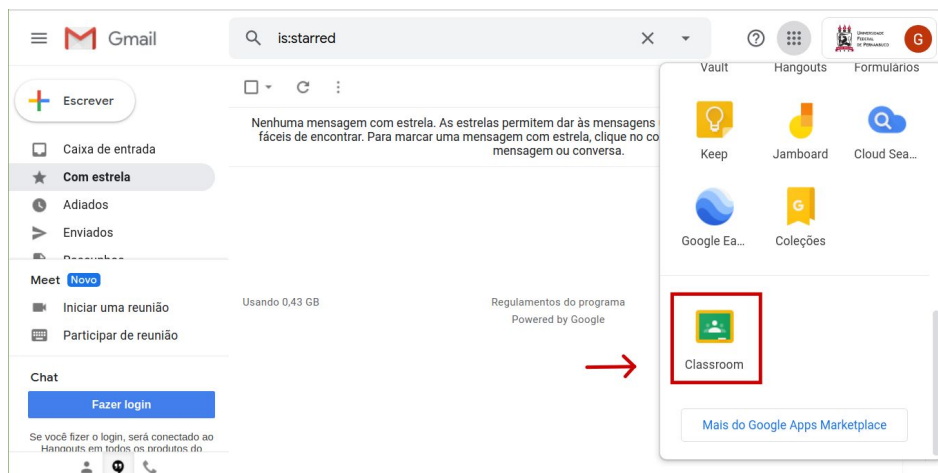 Gmail
is:starred
UNIVERSIDADE
FEDERAL
DE PERNAMBUCO
G
Escrever
Caixa de entrada
Com estrela
Adiados
Enviados
Meet Novo
Iniciar uma reunião
Participar de reunião
Chat
Fazer login
Se você fizer o login, será conectado ao
Hangouts em todos os produtos do
Nenhuma mensagem com estrela. As estrelas permitem dar às mensagens
fáceis de encontrar. Para marcar uma mensagem com estrela, clique no co
mensagem ou conversa.
Usando 0,43 GB
Regulamentos do programa
Powered by Google
Vault Hangouts Formulários
Keep Jamboard Cloud Sea...
G
Google Ea... Coleções
Classroom
Mais do Google Apps Marketplace